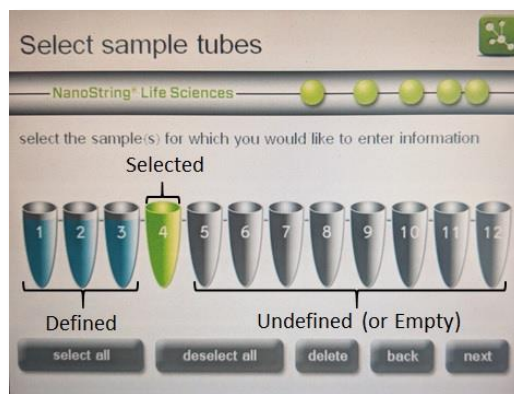 Select sample tubes
NanoString® Life Sciences
select the sample(s) for which you would like to enter information
Selected
1 2 3 4 5 6 7 8 9 10 11 12
Defined
Undefined (or Empty)
select all deselect all delete back next